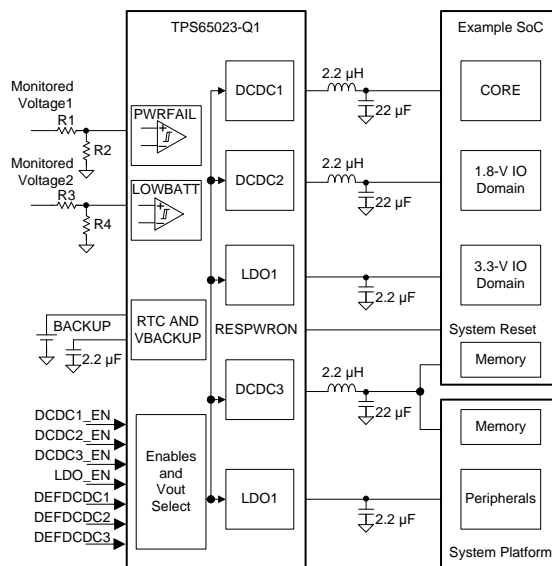 TPS65023-Q1
Example SoC
Monitored
Voltage1
R1
R2
PWRFAIL
Monitored
Voltage2
R3
R4
LOWBATT
BACKUP
2.2 µF
RTC AND
VBACKUP
DCDC1_EN
DCDC2_EN
DCDC3_EN
LDO_EN
DEFDCDC1
DEFDCDC2
DEFDCDC3
Enables
and
Vout
Select
DCDC1
2.2 µH
22 µF
CORE
DCDC2
2.2 µH
22 µF
1.8-V IO
Domain
LDO1
2.2 µF
3.3-V IO
Domain
RESPWRON
System Reset
Memory
DCDC3
2.2 µH
22 µF
Memory
LDO1
2.2 µF
Peripherals
System Platform